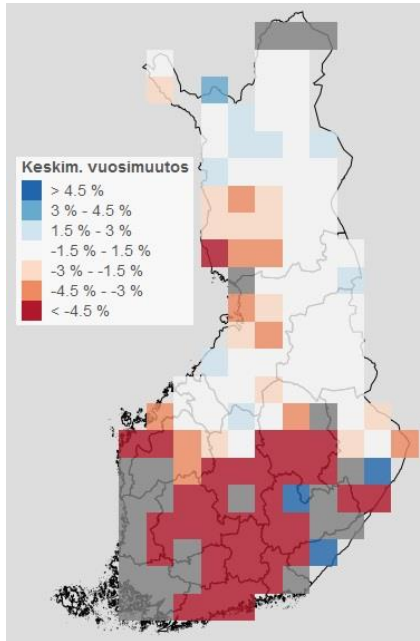 Keskim. vuosimuutos
> 4.5 %
3 % - 4.5 %
1.5 % - 3 %
-1.5 % - 1.5 %
-3 % - -1.5 %
-4.5 % - -3 %
< -4.5 %